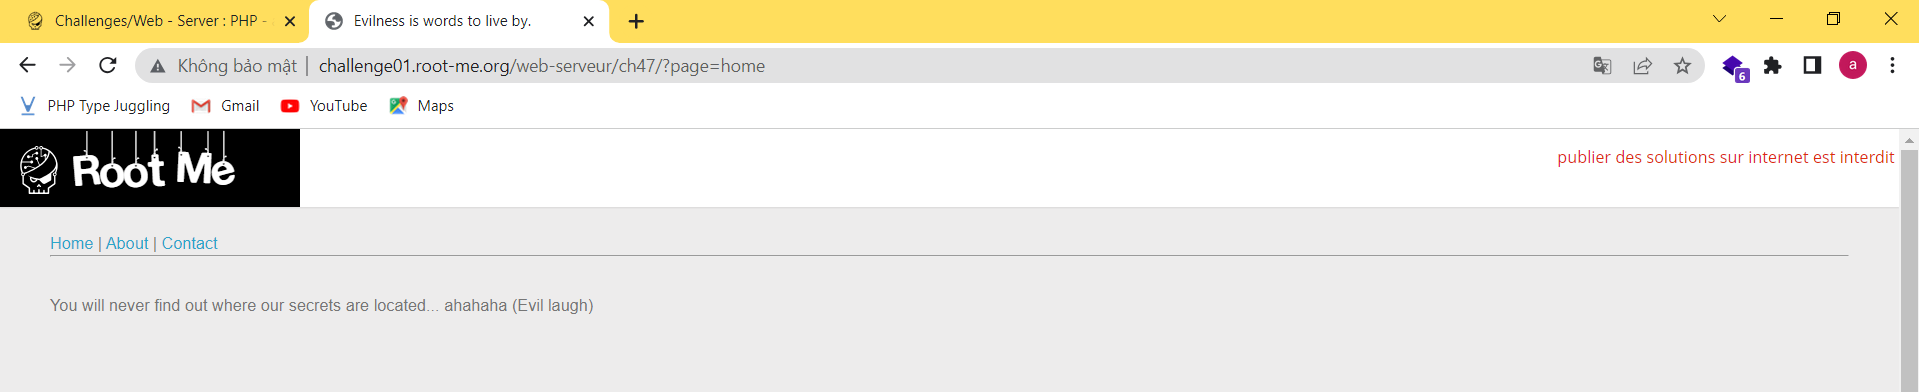 Challenges/Web - Server : PHP -
Evilness is words to live by.
Không bảo mật | challenge01.root-me.org/web-serveur/ch47/?page=home
6
a
PHP Type Juggling
Gmail
YouTube
Maps
Root Me
publier des solutions sur internet est interdit
Home | About | Contact
You will never find out where our secrets are located... ahahaha (Evil laugh)